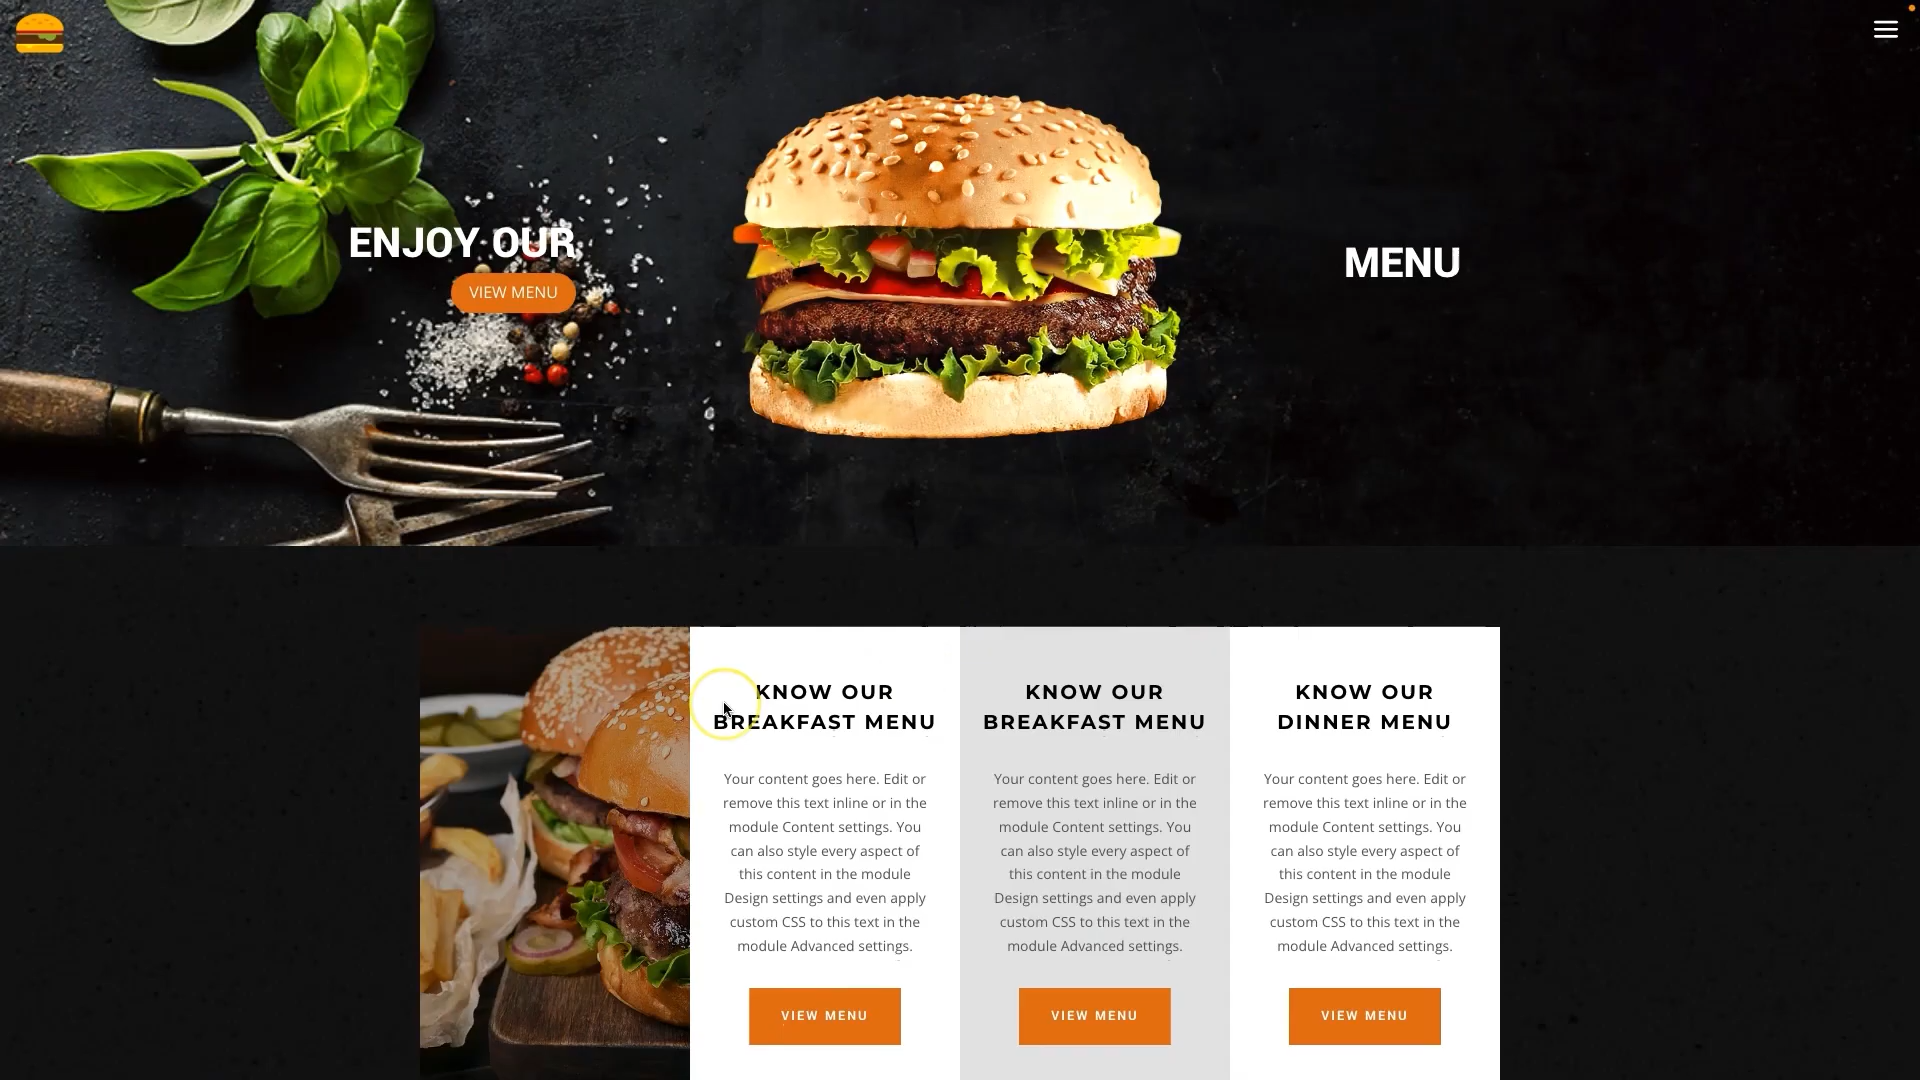 ENJOY OUR
VIEW MENU
MENU
KNOW OUR
BREAKFAST MENU
Your content goes here. Edit or
remove this text inline or in the
module Content settings. You
can also style every aspect of
this content in the module
Design settings and even apply
custom CSS to this text in the
module Advanced settings.
VIEW MENU
KNOW OUR
BREAKFAST MENU
Your content goes here. Edit or
remove this text inline or in the
module Content settings. You
can also style every aspect of
this content in the module
Design settings and even apply
custom CSS to this text in the
module Advanced settings.
VIEW MENU
KNOW OUR
DINNER MENU
Your content goes here. Edit or
remove this text inline or in the
module Content settings. You
can also style every aspect of
this content in the module
Design settings and even apply
custom CSS to this text in the
module Advanced settings.
VIEW MENU